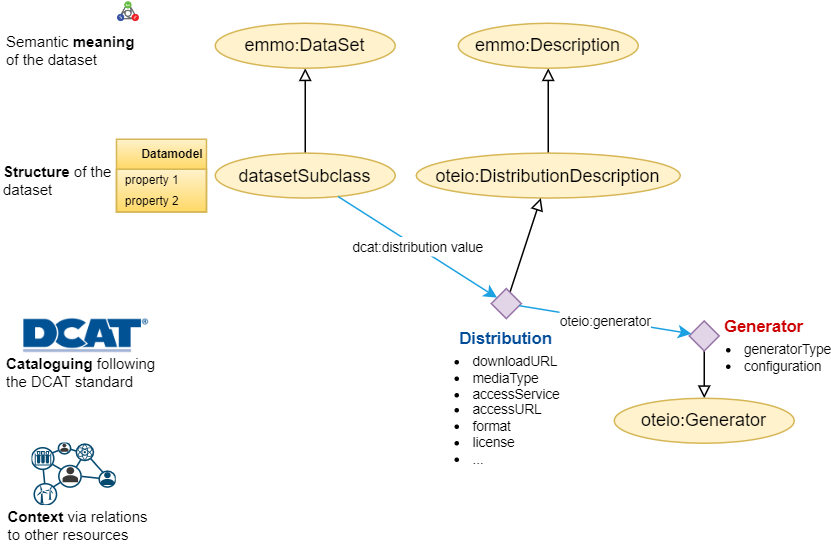 Semantic meaning
of the dataset
emmo:DataSet
emmo:Description
Structure of the
dataset
Datamodel
property 1
property 2
datasetSubclass
oteio:DistributionDescription
dcat:distribution value
oteio:generator
DCAT®
Cataloguing following
the DCAT standard
Distribution
• downloadURL
• mediaType
• accessService
• accessURL
• format
• license
• ...
Generator
• generatorType
• configuration
oteio:Generator
Context via relations
to other resources